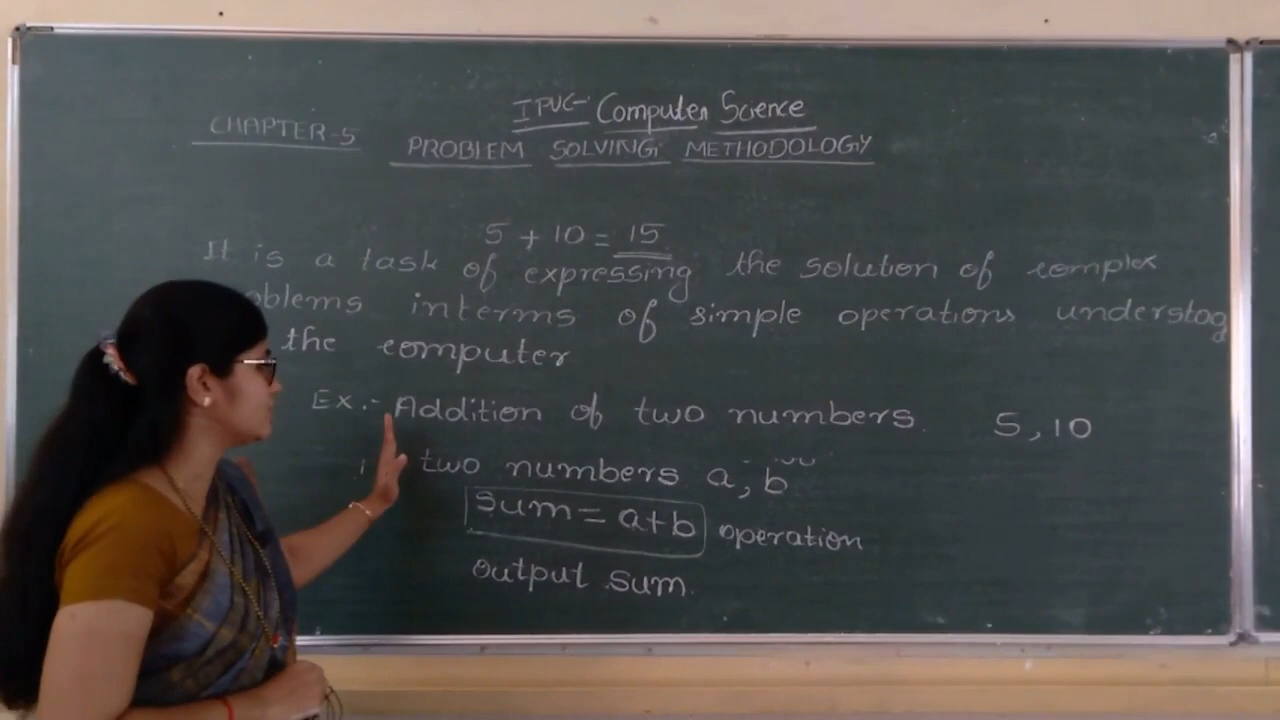 IPUC- Computer Science
CHAPTER-5 PROBLEM SOLVING METHODOLOGY
5 + 10 = 15
It is a task of expressing the solution of complex
oblems interms of simple operations understood
the computer
Ex:- Addition of two numbers. 5, 10
two numbers a, b
sum = a+b operation
output sum.